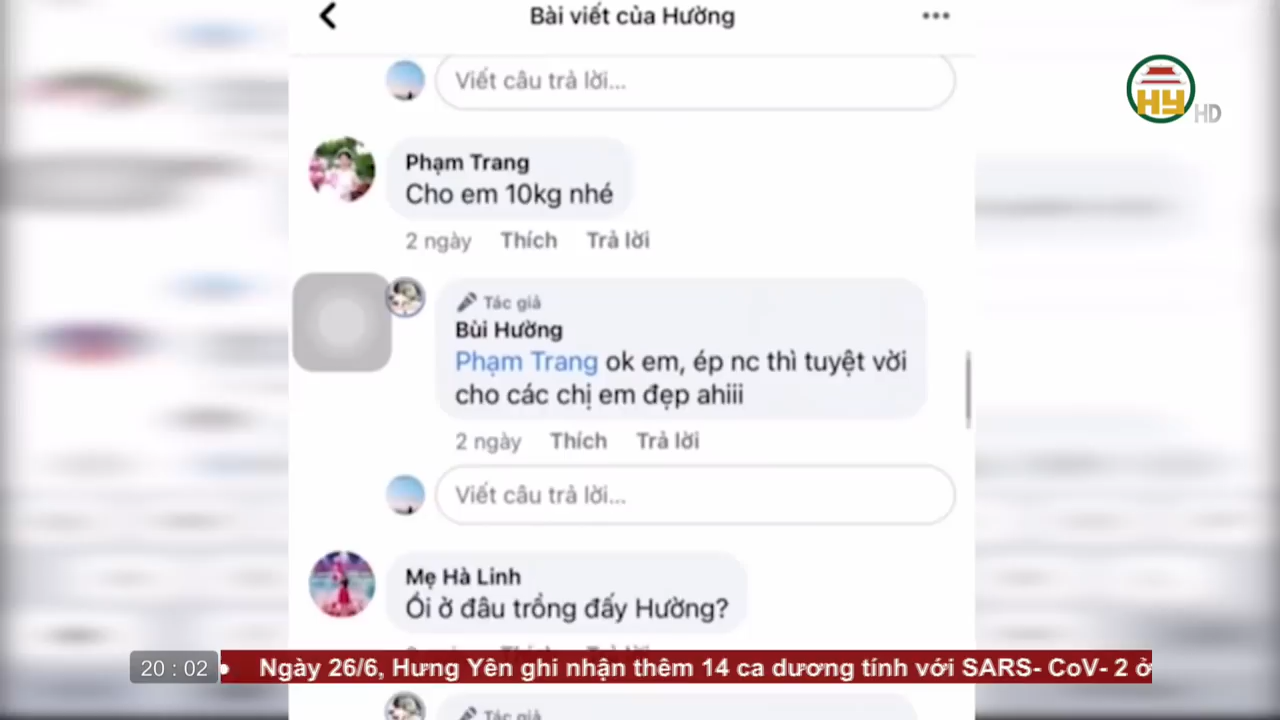 Bài viết của Hường
Viết câu trả lời...
HY HD
Phạm Trang
Cho em 10kg nhé
2 ngày Thích Trả lời
Tác giả
Bùi Hường
Phạm Trang ok em, ép nc thì tuyệt vời
cho các chị em đẹp ahiii
2 ngày Thích Trả lời
Viết câu trả lời...
Mẹ Hà Linh
Ối ở đâu trồng đấy Hường?
20 : 02 Ngày 26/6, Hưng Yên ghi nhận thêm 14 ca dương tính với SARS- CoV- 2 ở
Tác giả